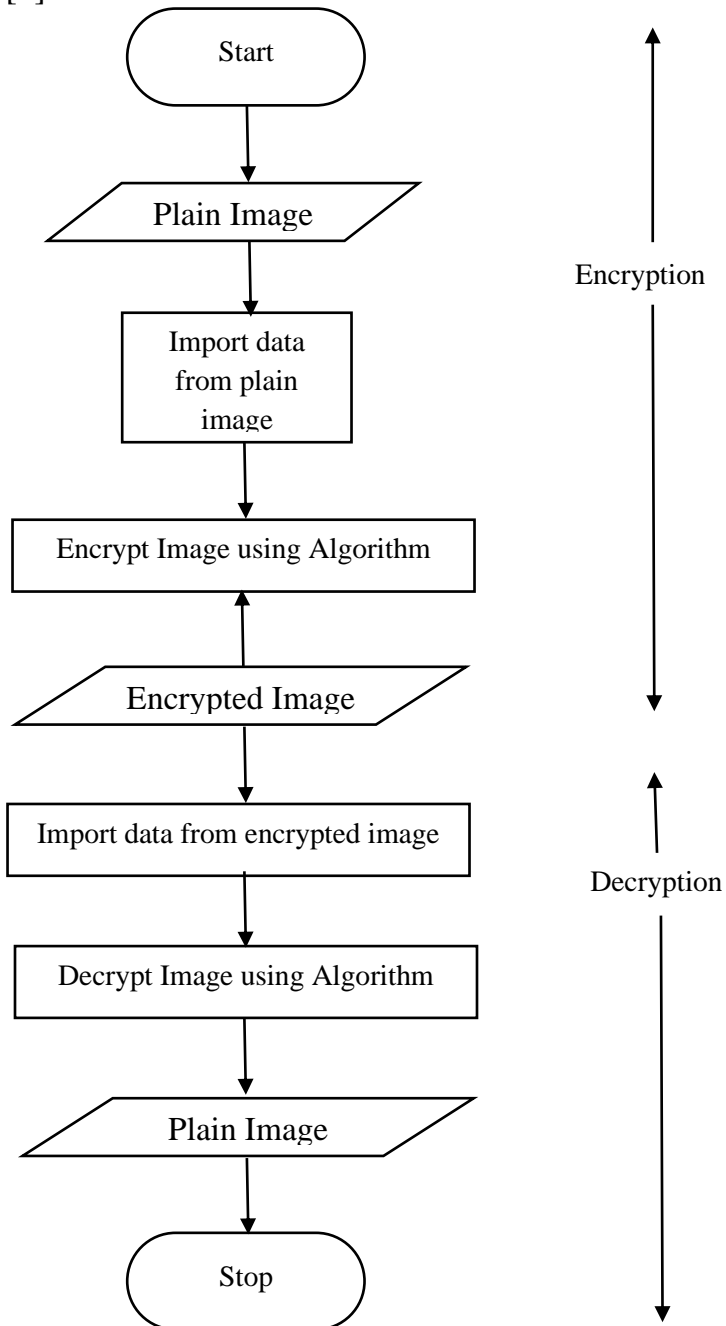 Start
Plain Image
Encryption
Import data
from plain
image
Encrypt Image using Algorithm
Encrypted Image
Import data from encrypted image
Decryption
Decrypt Image using Algorithm
Plain Image
Stop